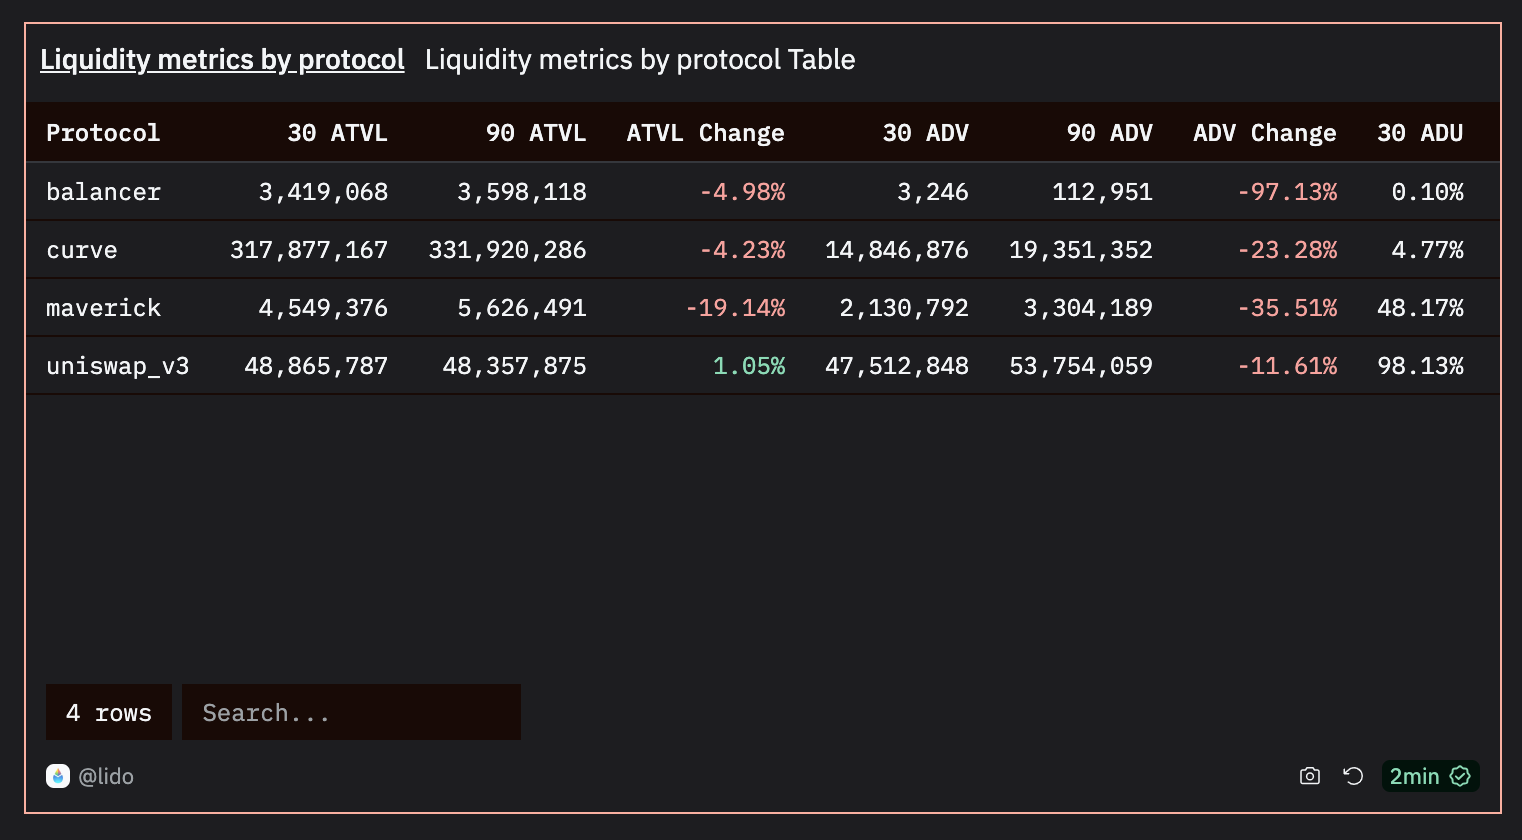 Liquidity metrics by protocol Liquidity metrics by protocol Table
Protocol 30 ATVL 90 ATVL ATVL Change 30 ADV 90 ADV ADV Change 30 ADU
balancer 3,419,068 3,598,118 -4.98% 3,246 112,951 -97.13% 0.10%
curve 317,877,167 331,920,286 -4.23% 14,846,876 19,351,352 -23.28% 4.77%
maverick 4,549,376 5,626,491 -19.14% 2,130,792 3,304,189 -35.51% 48.17%
uniswap_v3 48,865,787 48,357,875 1.05% 47,512,848 53,754,059 -11.61% 98.13%
4 rows Search...
@lido 2min